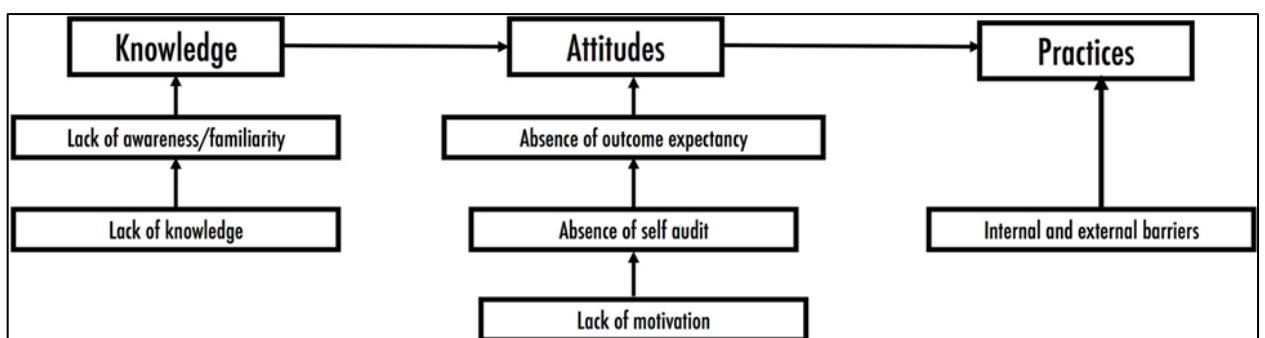 Knowledge
Attitudes
Practices
Lack of awareness/familiarity
Absence of outcome expectancy
Lack of knowledge
Absence of self audit
Internal and external barriers
Lack of motivation